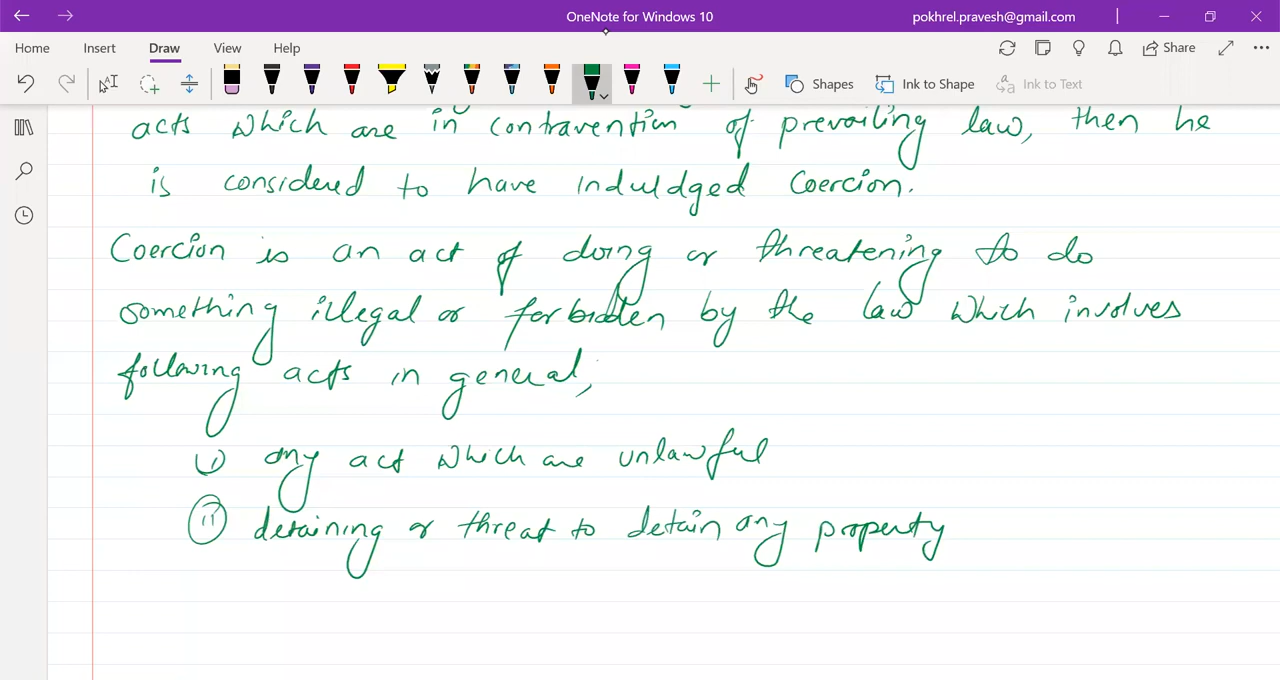 OneNote for Windows 10
pokhrel.pravesh@gmail.com
Home Insert Draw View Help
Share
Shapes
Ink to Shape
Ink to Text
acts which are in contravention of prevailing law, then he
is considered to have induldged Coercion.
Coercion is an act of doing or threatening to do
something illegal or forbidden by the law which involves
following acts in general;
(i) any act which are unlawful
(ii) detaining or threat to detain any property